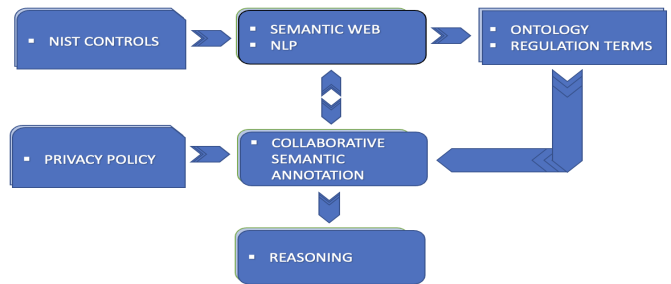 ▪ NIST CONTROLS
▪ SEMANTIC WEB
▪ NLP
▪ ONTOLOGY
▪ REGULATION TERMS
▪ PRIVACY POLICY
▪ COLLABORATIVE
SEMANTIC
ANNOTATION
▪ REASONING